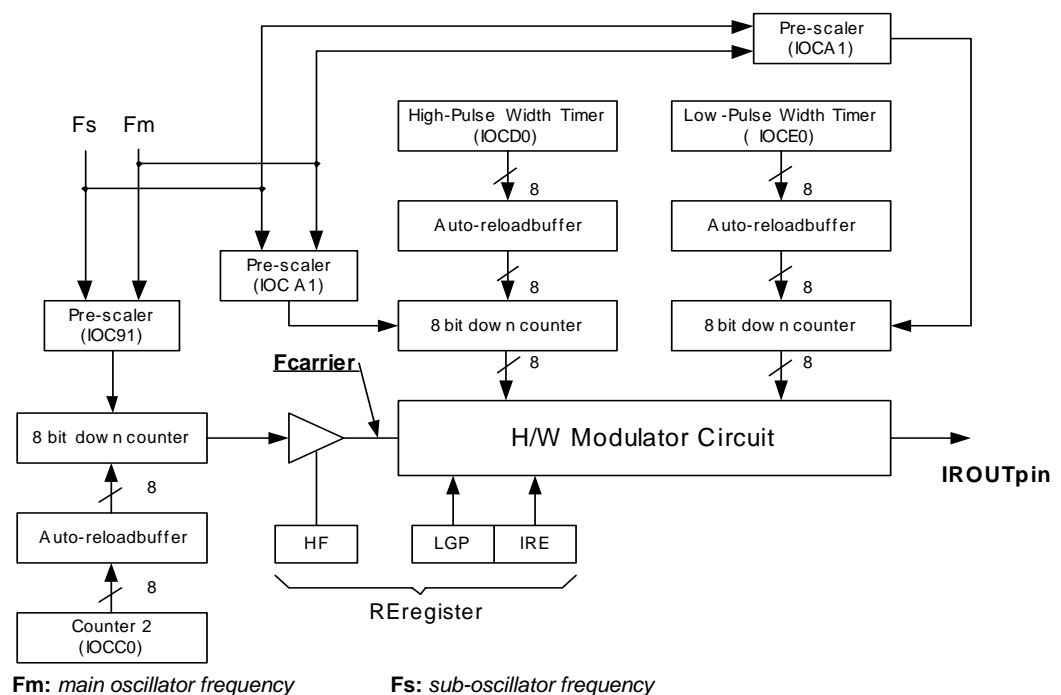 Pre-scaler
(IOCA1)
Fs
Fm
High-Pulse Width Timer
(IOCD0)
Low-Pulse Width Timer
( IOCE0)
8
8
Auto-reloadbuffer
Auto-reloadbuffer
Pre-scaler
(IOC A1)
8
8
Pre-scaler
(IOC91)
8 bit down counter
8 bit down counter
Fcarrier
8
8
8 bit down counter
H/W Modulator Circuit
IROUTpin
8
Auto-reloadbuffer
HF
LGP
IRE
8
REregister
Counter 2
(IOCC0)
Fm: main oscillator frequency
Fs: sub-oscillator frequency